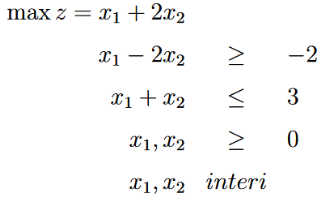 max z = x₁ + 2x₂
x₁ − 2x₂ ≥ −2
x₁ + x₂ ≤ 3
x₁, x₂ ≥ 0
x₁, x₂ interi